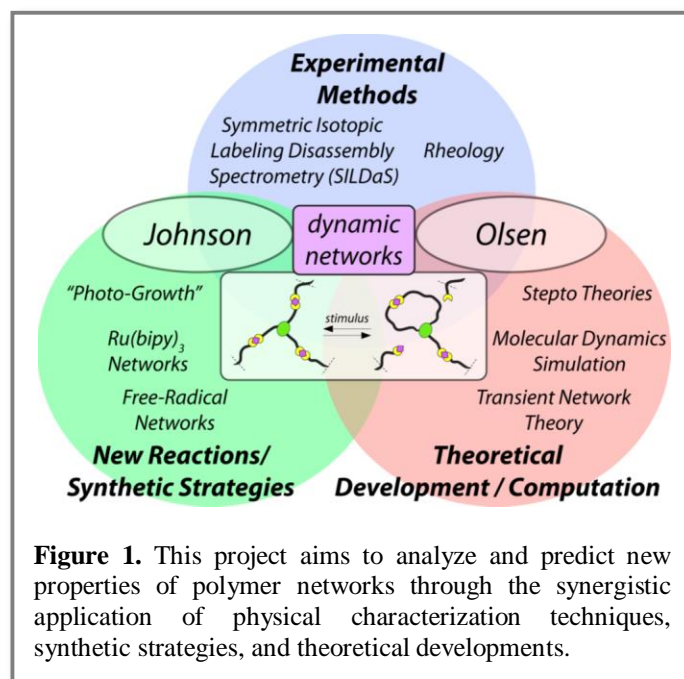 Experimental
Methods
Symmetric Isotopic
Labeling Disassembly
Spectrometry (SILDaS)
Rheology
Johnson
dynamic
networks
Olsen
"Photo-Growth"
Ru(bipy)3
Networks
Free-Radical
Networks
stimulus
Stepto Theories
Molecular Dynamics
Simulation
Transient Network
Theory
New Reactions/
Synthetic Strategies
Theoretical
Development / Computation
Figure 1. This project aims to analyze and predict new
properties of polymer networks through the synergistic
application of physical characterization techniques,
synthetic strategies, and theoretical developments.